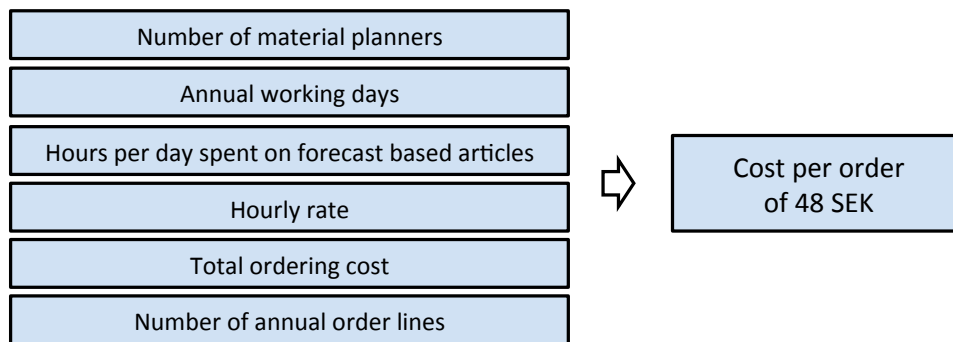 Number of material planners
Annual working days
Hours per day spent on forecast based articles
Hourly rate
Total ordering cost
Number of annual order lines
Cost per order
of 48 SEK